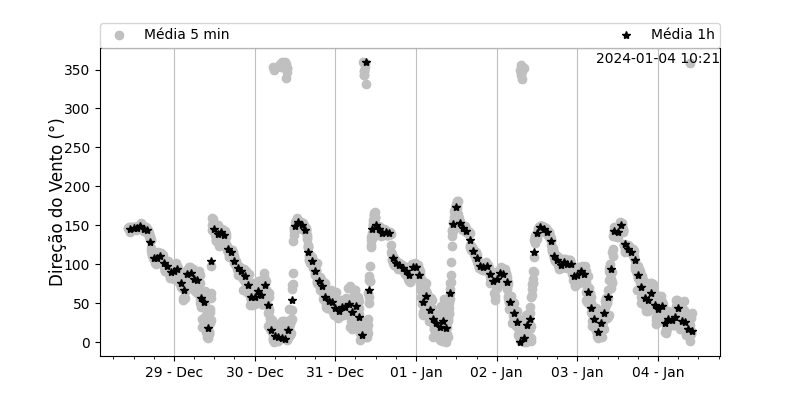 Média 5 min
Média 1h
2024-01-04 10:21
Direção do Vento (°)
350
300
250
200
150
100
50
0
29 - Dec
30 - Dec
31 - Dec
01 - Jan
02 - Jan
03 - Jan
04 - Jan